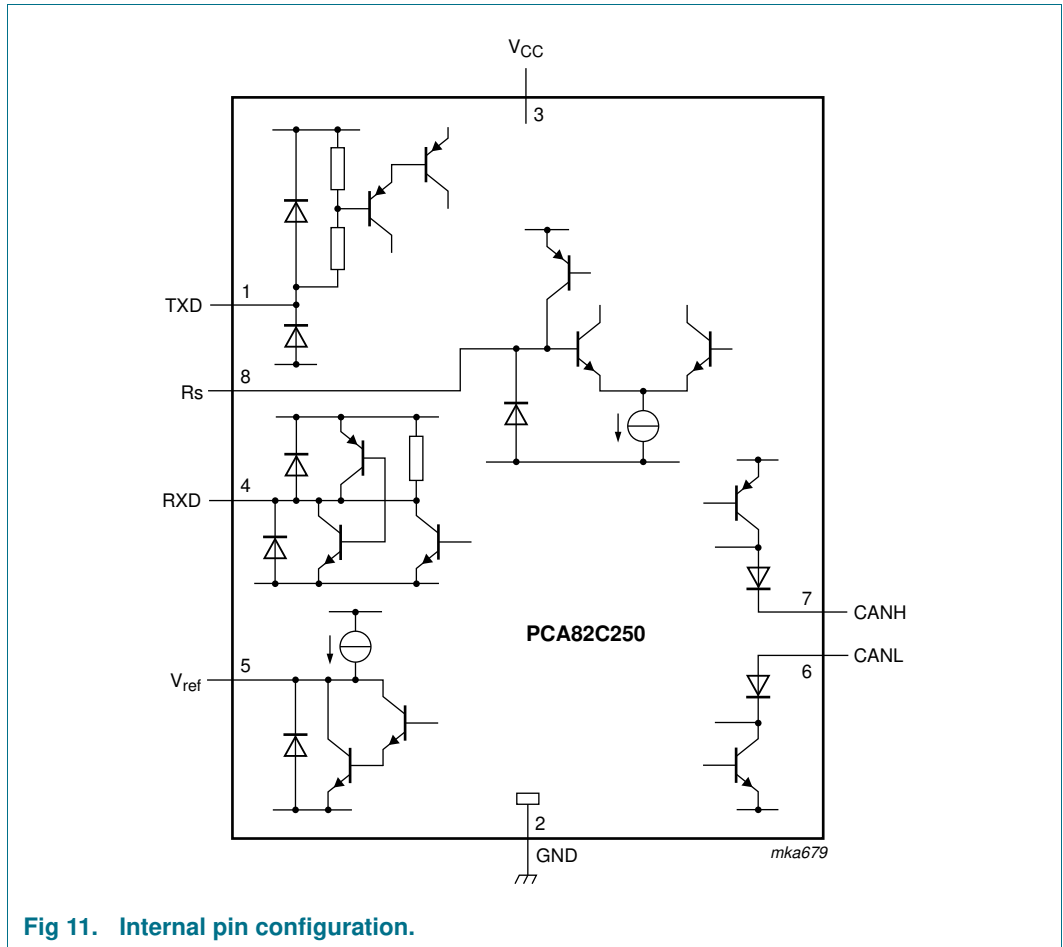 VCC
3
TXD
1
Rs
8
RXD
4
7
CANH
PCA82C250
CANL
6
Vref
5
2
GND
mka679
Fig 11. Internal pin configuration.